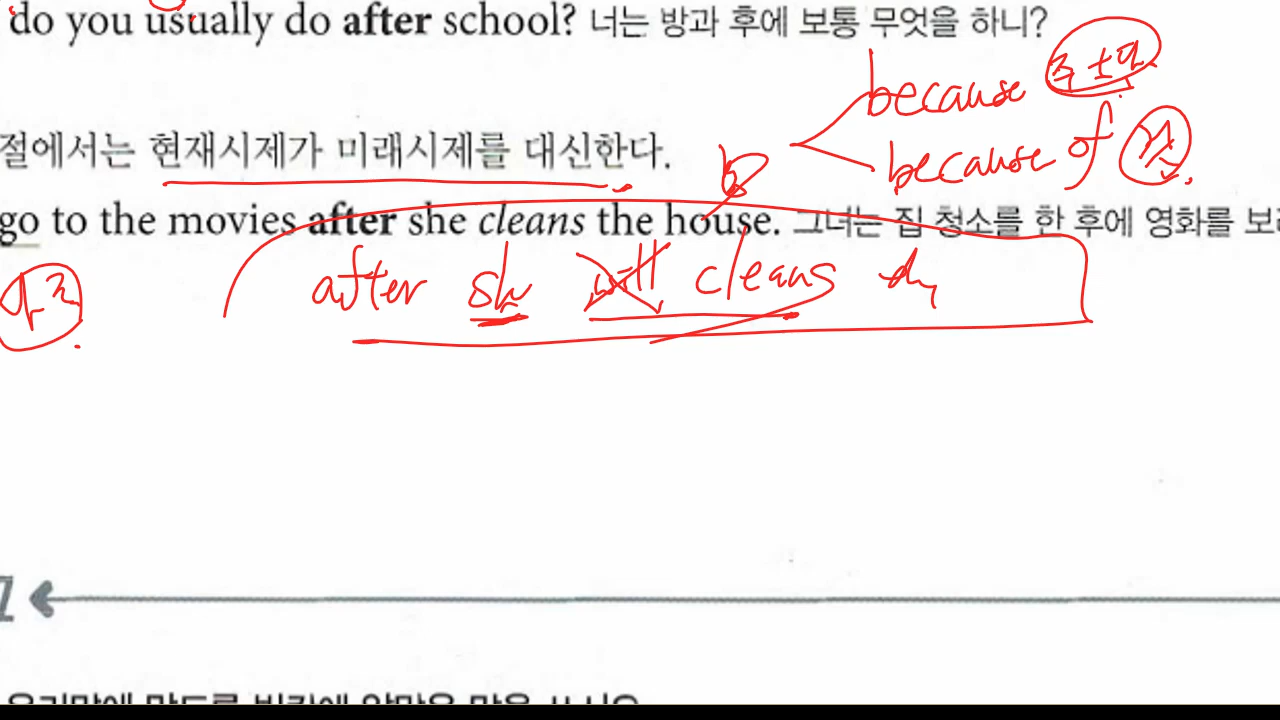 do you usually do after school? 너는 방과 후에 보통 무엇을 하니?
because 주+동
절에서는 현재시제가 미래시제를 대신한다.
because of
go to the movies after she cleans the house. 그녀는 집 청소를 한 후에 영화를 보
after she will cleans